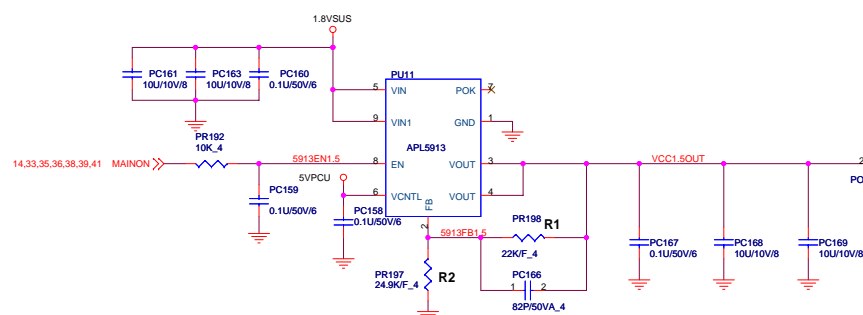 1.8VSUS
PU11
PC161
10U/10V/8
PC163
10U/10V/8
PC160
0.1U/50V/6
5
VIN
POK
7
9
VIN1
GND
1
APL5913
PR192
10K_4
14,33,35,36,38,39,41
MAINON
5913EN1.5
8
EN
VOUT
3
VCC1.5OUT
2
5VPCU
6
VCNTL
VOUT
4
PO
PC159
0.1U/50V/6
PC158
0.1U/50V/6
FB
2
5913FB1.5
PR198
R1
22K/F_4
PC167
0.1U/50V/6
PC168
10U/10V/8
PC169
10U/10V/8
PR197
24.9K/F_4
R2
PC166
1
2
82P/50VA_4